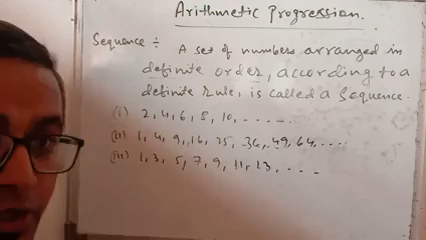 Arithmetic Progression.
Sequence ÷ A set of numbers arranged in
definite order, according to a
definite rule, is called a Sequence.
(i) 2, 4, 6, 8, 10, ......
(ii) 1, 4, 9, 16, 25, 36, 49, 64, ....
(iii) 1, 3, 5, 7, 9, 11, 13, ....